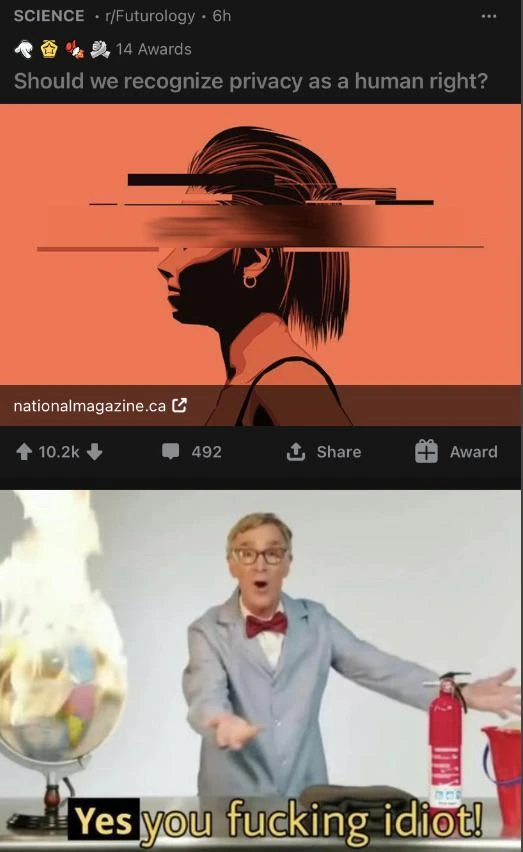 SCIENCE • r/Futurology • 6h
14 Awards
Should we recognize privacy as a human right?
nationalmagazine.ca
10.2k 492 Share Award
Yes you fucking idiot!